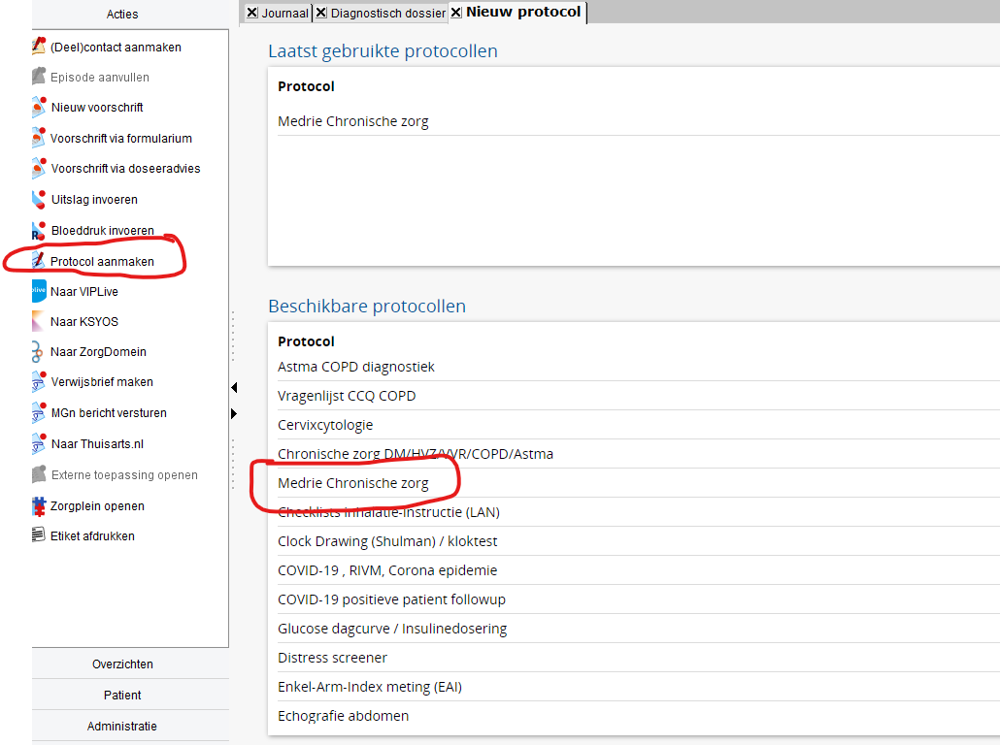 Acties
(Deel)contact aanmaken
Episode aanvullen
Nieuw voorschrift
Voorschrift via formularium
Voorschrift via doseeradvies
Uitslag invoeren
Bloeddruk invoeren
Protocol aanmaken
Naar VIPLive
Naar KSYOS
Naar ZorgDomein
Verwijsbrief maken
MGn bericht versturen
Naar Thuisarts.nl
Externe toepassing openen
Zorgplein openen
Etiket afdrukken
Overzichten
Patient
Administratie
Journaal Diagnostisch dossier Nieuw protocol
Laatst gebruikte protocollen
Protocol
Medrie Chronische zorg
Beschikbare protocollen
Protocol
Astma COPD diagnostiek
Vragenlijst CCQ COPD
Cervixcytologie
Chronische zorg DM/HVZ/VVR/COPD/Astma
Medrie Chronische zorg
Checklists Inhalatie-instructie (LAN)
Clock Drawing (Shulman) / kloktest
COVID-19 , RIVM, Corona epidemie
COVID-19 positieve patient followup
Glucose dagcurve / Insulinedosering
Distress screener
Enkel-Arm-Index meting (EAI)
Echografie abdomen